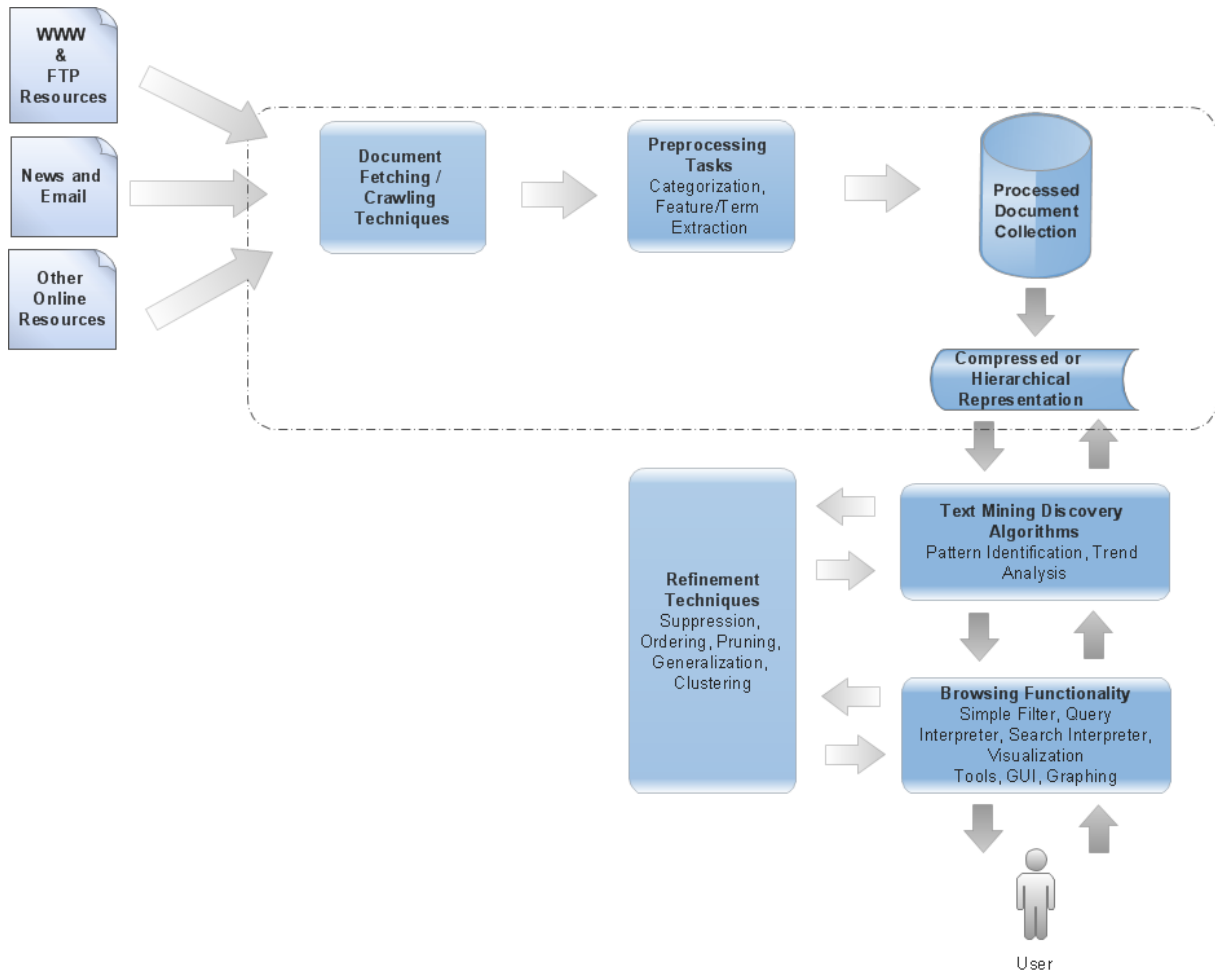 WWW
&
FTP
Resources
News and
Email
Other
Online
Resources
Document
Fetching /
Crawling
Techniques
Preprocessing
Tasks
Categorization,
Feature/Term
Extraction
Processed
Document
Collection
Compressed or
Hierarchical
Representation
Text Mining Discovery
Algorithms
Pattern Identification, Trend
Analysis
Refinement
Techniques
Suppression,
Ordering, Pruning,
Generalization,
Clustering
Browsing Functionality
Simple Filter, Query
Interpreter, Search Interpreter,
Visualization
Tools, GUI, Graphing
User